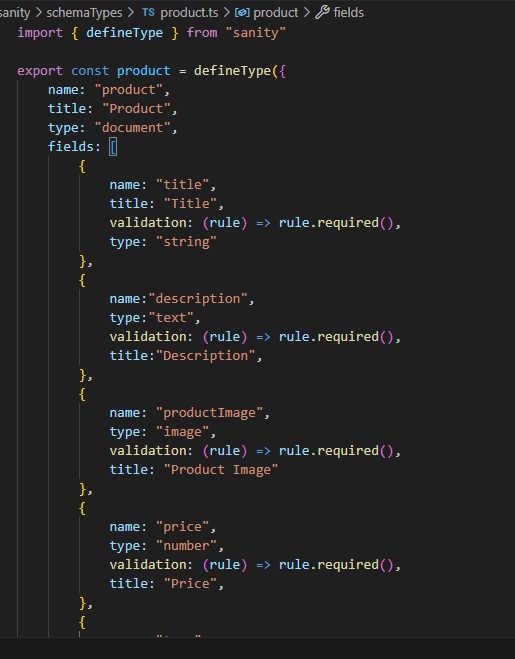 sanity > schemaTypes > TS product.ts > product > fields
import { defineType } from "sanity"
export const product = defineType({
name: "product",
title: "Product",
type: "document",
fields: [
{
name: "title",
title: "Title",
validation: (rule) => rule.required(),
type: "string"
},
{
name:"description",
type:"text",
validation: (rule) => rule.required(),
title:"Description",
},
{
name: "productImage",
type: "image",
validation: (rule) => rule.required(),
title: "Product Image"
},
{
name: "price",
type: "number",
validation: (rule) => rule.required(),
title: "Price",
},
{